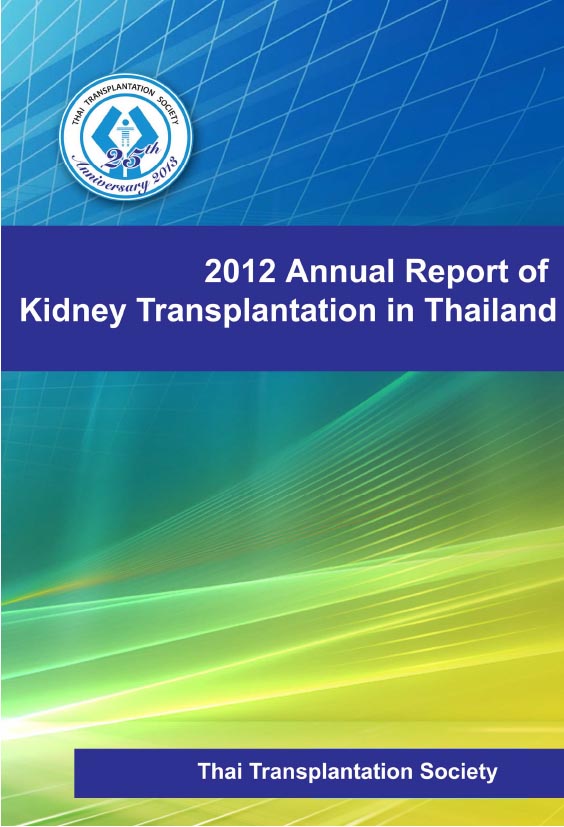 THAI TRANSPLANTATION SOCIETY
25th
Anniversary 2013
2012 Annual Report of
Kidney Transplantation in Thailand
Thai Transplantation Society